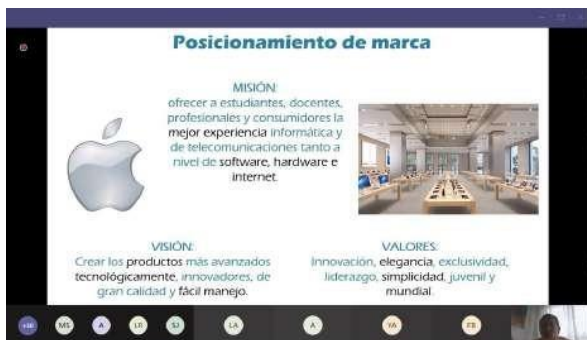 Posicionamiento de marca
MISIÓN:
ofrecer a estudiantes, docentes,
profesionales y consumidores la
mejor experiencia informática y
de telecomunicaciones tanto a
nivel de software, hardware e
internet.
VISIÓN:
Crear los productos más avanzados
tecnológicamente, innovadores, de
gran calidad y fácil manejo.
VALORES:
Innovación, elegancia, exclusividad,
liderazgo, simplicidad, juvenil y
mundial.
MS
A
SJ
LA
A
YA